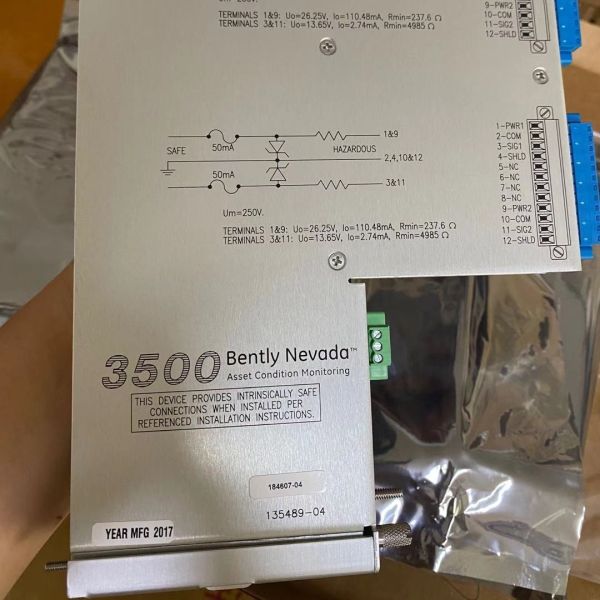 TERMINALS 1&9: Uo=26.25V, Io=110.48mA, Rmin=237.6 Ω
TERMINALS 3&11: Uo=13.65V, Io=2.74mA, Rmin=4985 Ω
9-PWR2
10-COM
11-SIG2
12-SHLD
50mA
SAFE
HAZARDOUS
1&9
2,4,10&12
50mA
3&11
Um=250V.
TERMINALS 1&9: Uo=26.25V, Io=110.48mA, Rmin=237.6 Ω
TERMINALS 3&11: Uo=13.65V, Io=2.74mA, Rmin=4985 Ω
1-PWR1
2-COM
3-SIG1
4-SHLD
5-NC
6-NC
7-NC
8-NC
9-PWR2
10-COM
11-SIG2
12-SHLD
3500 Bently Nevada™
Asset Condition Monitoring
THIS DEVICE PROVIDES INTRINSICALLY SAFE
CONNECTIONS WHEN INSTALLED PER
REFERENCED INSTALLATION INSTRUCTIONS.
184607-04
135489-04
YEAR MFG 2017